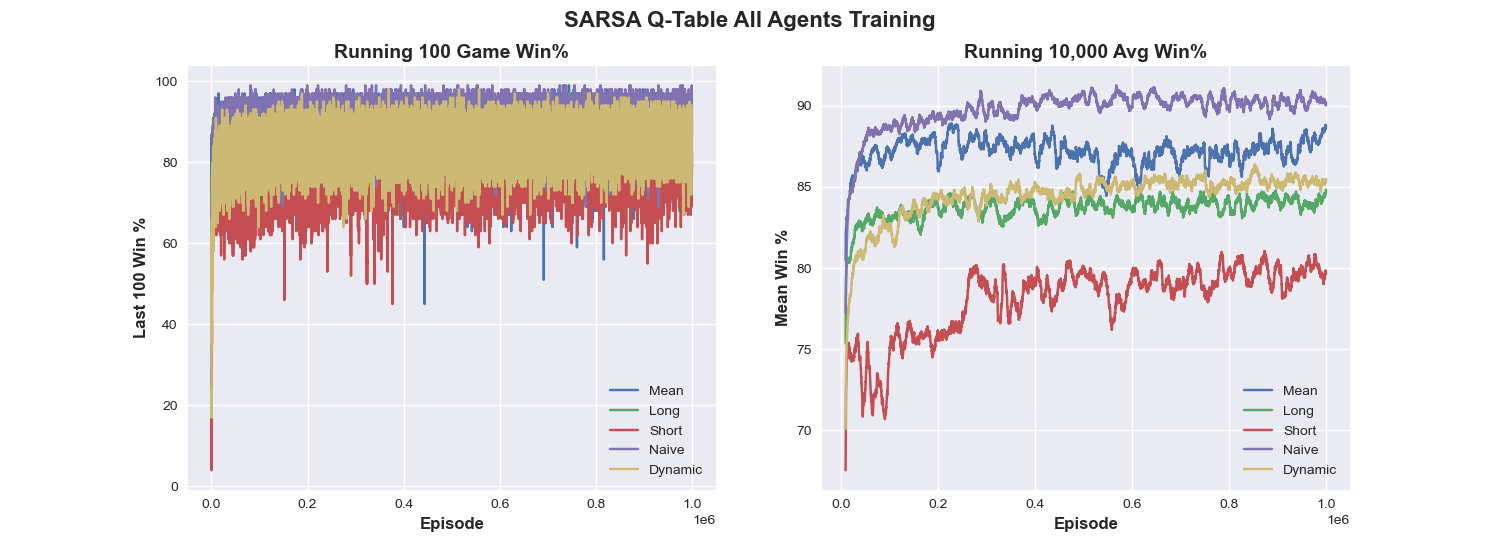 SARSA Q-Table All Agents Training
Running 100 Game Win%
Last 100 Win %
100
80
60
40
20
0
0.0 0.2 0.4 0.6 0.8 1.0
1e6
Episode
Mean
Long
Short
Naive
Dynamic
Running 10,000 Avg Win%
Mean Win %
90
85
80
75
70
0.0 0.2 0.4 0.6 0.8 1.0
1e6
Episode
Mean
Long
Short
Naive
Dynamic